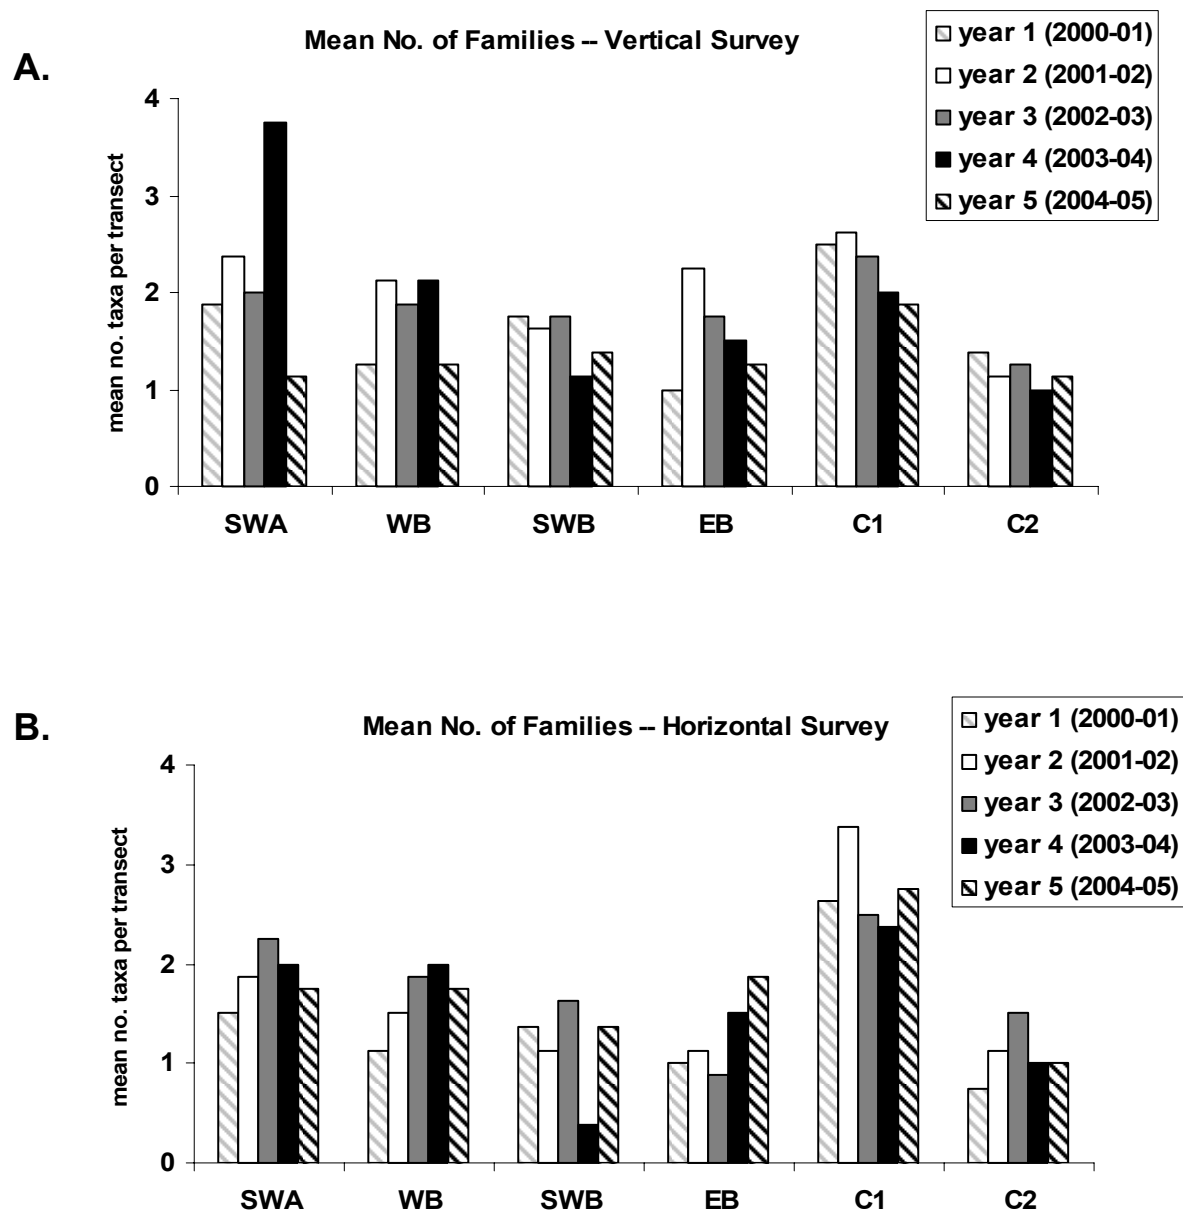 A.
Mean No. of Families -- Vertical Survey
year 1 (2000-01)
year 2 (2001-02)
year 3 (2002-03)
year 4 (2003-04)
year 5 (2004-05)
mean no. taxa per transect
4
3
2
1
0
SWA WB SWB EB C1 C2
B.
Mean No. of Families -- Horizontal Survey
year 1 (2000-01)
year 2 (2001-02)
year 3 (2002-03)
year 4 (2003-04)
year 5 (2004-05)
mean no. taxa per transect
4
3
2
1
0
SWA WB SWB EB C1 C2